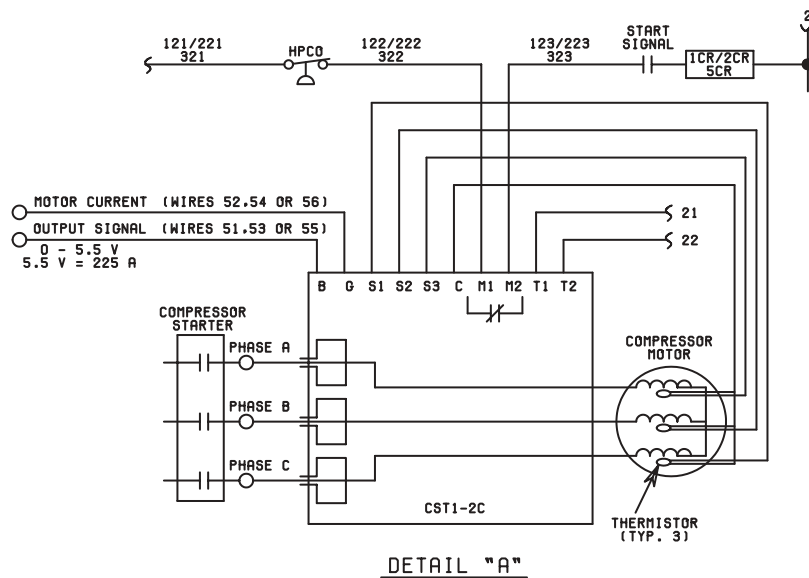 2
121/221
321
HPCO
122/222
322
123/223
323
START
SIGNAL
1CR/2CR
5CR
MOTOR CURRENT (WIRES 52.54 OR 56)
OUTPUT SIGNAL (WIRES 51.53 OR 55)
0 - 5.5 V
5.5 V = 225 A
21
22
B G S1 S2 S3 C M1 M2 T1 T2
COMPRESSOR
STARTER
PHASE A
PHASE B
PHASE C
COMPRESSOR
MOTOR
CST1-2C
THERMISTOR
(TYP. 3)
DETAIL "A"